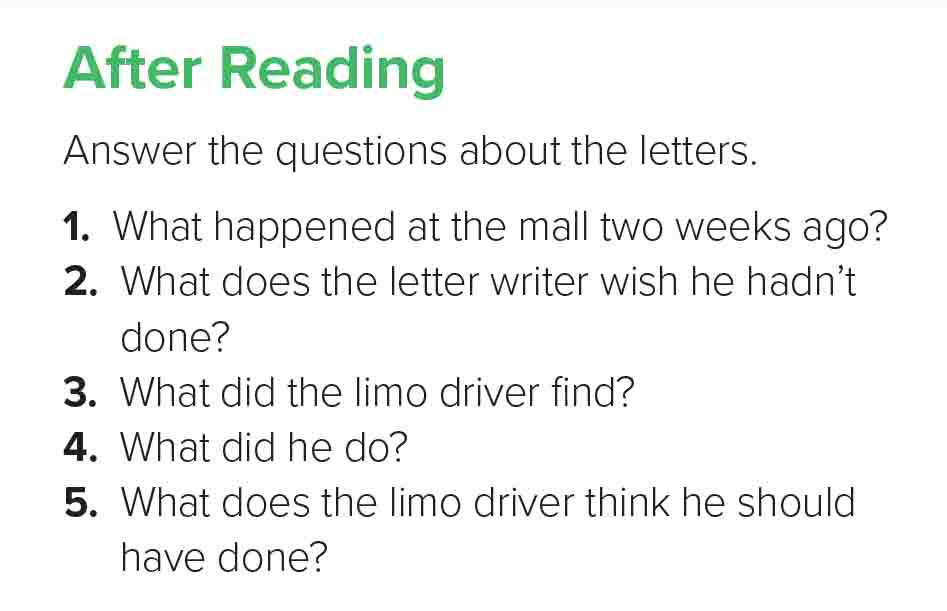 After Reading
Answer the questions about the letters.
1. What happened at the mall two weeks ago?
2. What does the letter writer wish he hadn’t
done?
3. What did the limo driver find?
4. What did he do?
5. What does the limo driver think he should
have done?